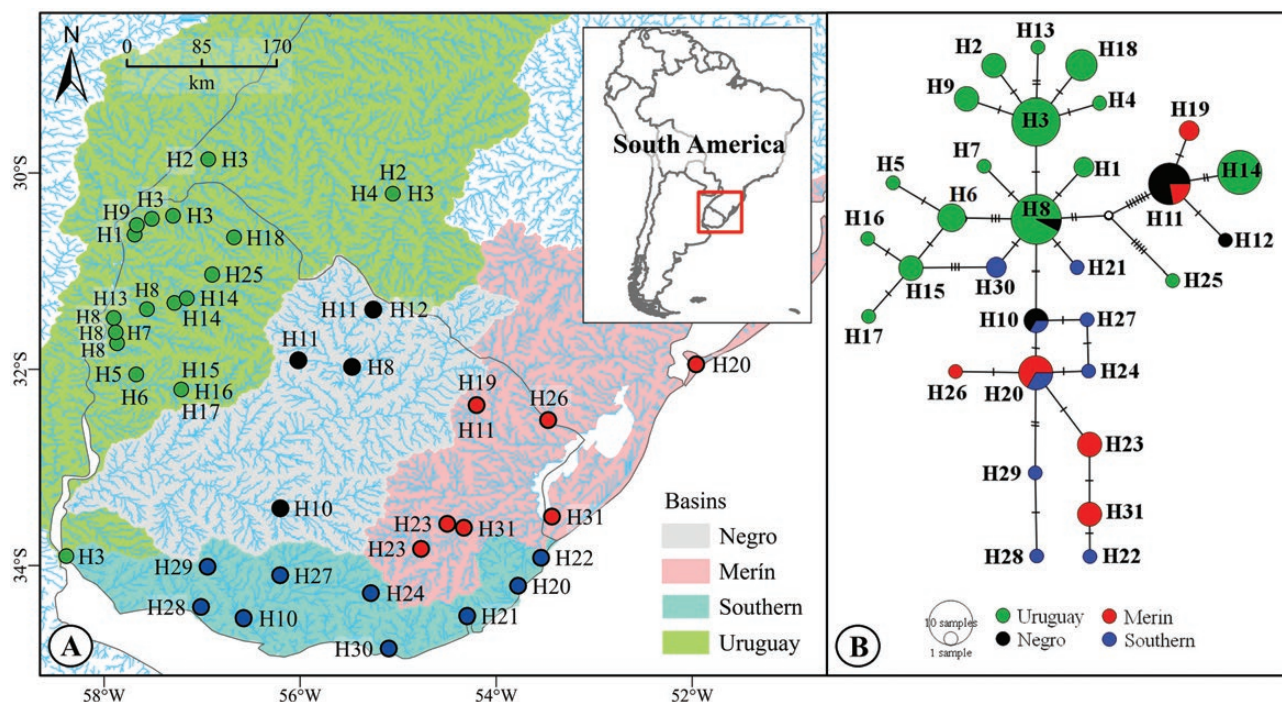 N
0 85 170
km
South America
30°S
32°S
34°S
58°W 56°W 54°W 52°W
H2 H3
H2
H4 H3
H3
H9 H3
H1
H18
H25
H13 H8 H14
H8 H14
H7
H8
H5 H15
H6 H16
H17
H11 H12
H11
H8
H20
H19
H11
H26
H10
H23 H31 H31
H23
H3
H22
H29 H27
H24 H20
H28 H10
H21
H30
Basins
Negro
Merín
Southern
Uruguay
A
H13
H2 H18
H9 H4
H3
H19
H7 H1 H14
H5
H6 H8 H11
H16 H12
H15 H30 H21 H25
H17
H10 H27
H26 H20 H24
H23
H29
H31
H28 H22
10 samples
1 sample
Uruguay Merin
Negro Southern
B